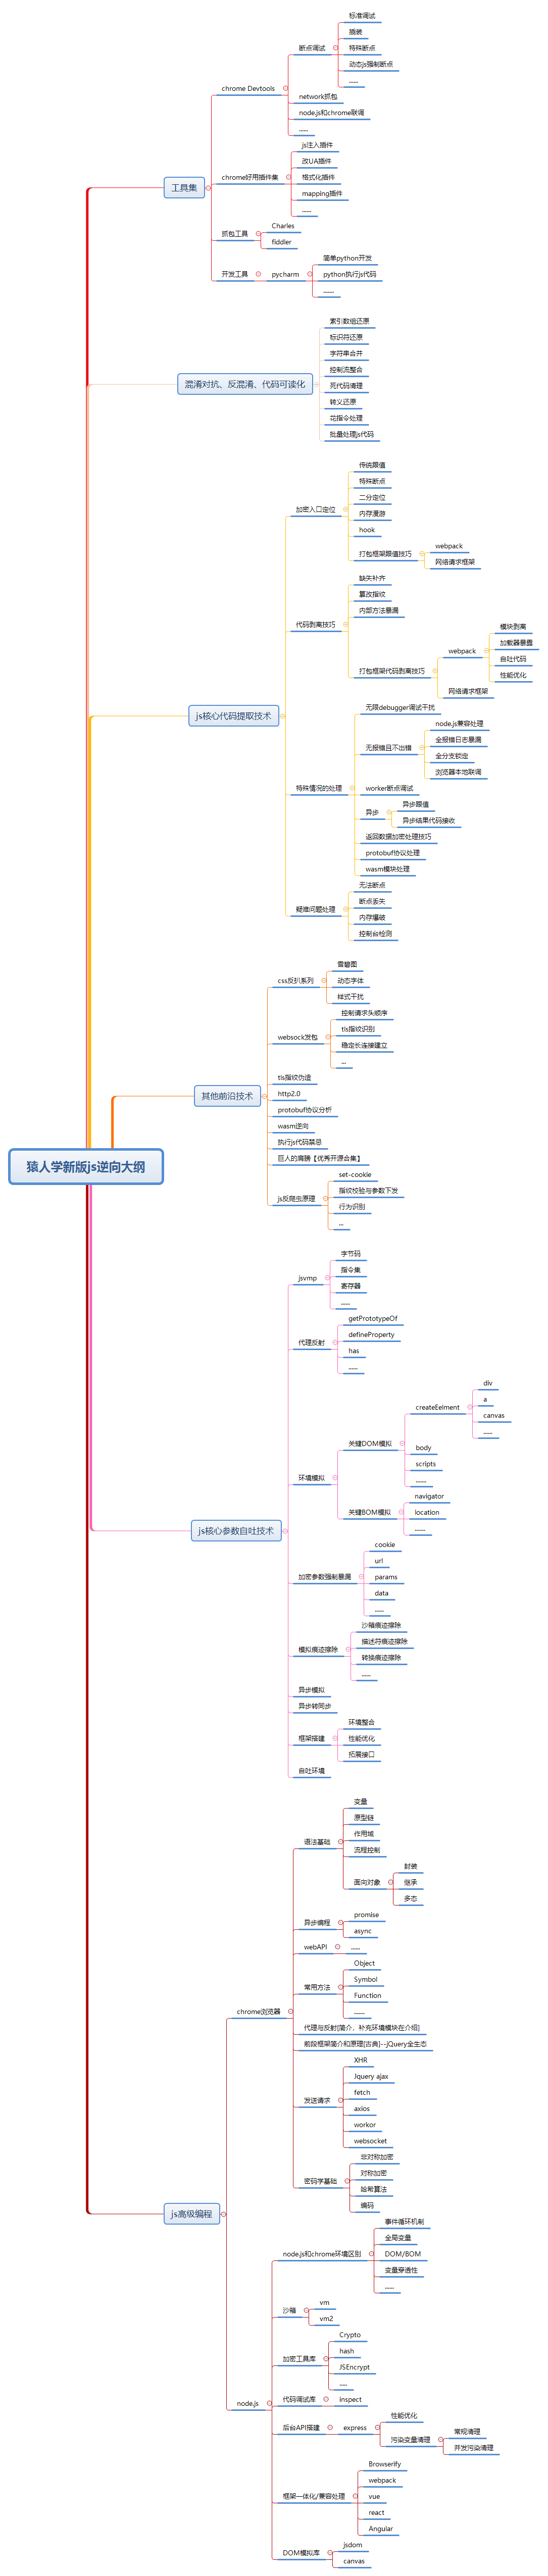 猿人学新版js逆向大纲
工具集
chrome Devtools
断点调试
标准调试
插装
特殊断点
动态js强制断点
......
network抓包
node.js和chrome联调
......
chrome好用插件集
js注入插件
改UA插件
格式化插件
mapping插件
......
抓包工具
Charles
fiddler
开发工具
pycharm
简单python开发
python执行js代码
.......
混淆对抗、反混淆、代码可读化
索引数组还原
标识符还原
字符串合并
控制流整合
死代码清理
转义还原
花指令处理
批量处理js代码
js核心代码提取技术
加密入口定位
传统跟值
特殊断点
二分定位
内存漫游
hook
打包框架跟值技巧
webpack
网络请求框架
代码剥离技巧
缺失补齐
篡改指纹
内部方法暴漏
打包框架代码剥离技巧
webpack
模块剥离
加载器暴露
自吐代码
性能优化
网络请求框架
特殊情况的处理
无限debugger调试干扰
无报错且不出错
node.js兼容处理
全报错日志暴漏
全分支锁定
浏览器本地联调
worker断点调试
异步
异步跟值
异步结果代码接收
返回数据加密处理技巧
protobuf协议处理
wasm模块处理
疑难问题处理
无法断点
断点丢失
内存爆破
控制台检测
其他前沿技术
css反扒系列
雪碧图
动态字体
样式干扰
websock发包
控制请求头顺序
tls指纹识别
稳定长连接建立
...
tls指纹伪造
http2.0
protobuf协议分析
wasm逆向
执行js代码禁忌
巨人的肩膀【优秀开源合集】
js反爬虫原理
set-cookie
指纹校验与参数下发
行为识别
...
js核心参数自吐技术
jsvmp
字节码
指令集
寄存器
......
代理反射
getPrototypeOf
defineProperty
has
......
环境模拟
关键DOM模拟
createEelment
div
a
canvas
......
body
scripts
.......
关键BOM模拟
navigator
location
.......
加密参数强制暴漏
cookie
url
params
data
......
模拟痕迹擦除
沙箱痕迹擦除
描述符痕迹擦除
转换痕迹擦除
......
异步模拟
异步转同步
框架搭建
环境整合
性能优化
拓展接口
自吐环境
js高级编程
chrome浏览器
语法基础
变量
原型链
作用域
流程控制
面向对象
封装
继承
多态
异步编程
promise
async
webAPI
......
常用方法
Object
Symbol
Function
.......
代理与反射[简介，补充环境模块在介绍]
前段框架简介和原理[古典]--jQuery全生态
发送请求
XHR
Jquery ajax
fetch
axios
workor
websocket
密码学基础
非对称加密
对称加密
哈希算法
编码
node.js
node.js和chrome环境区别
事件循环机制
全局变量
DOM/BOM
变量穿透性
......
沙箱
vm
vm2
加密工具库
Crypto
hash
JSEncrypt
.....
代码调试库
inspect
后台API搭建
express
性能优化
污染变量清理
常规清理
并发污染清理
框架一体化/兼容处理
Browserify
webpack
vue
react
Angular
DOM模拟库
jsdom
canvas